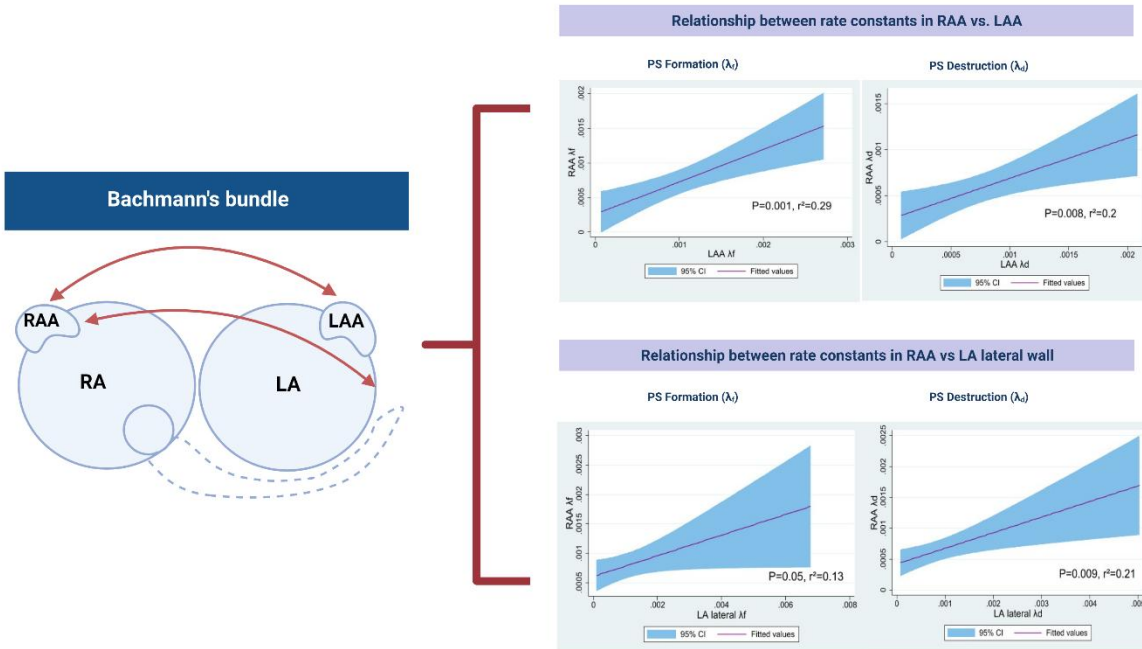 Bachmann's bundle
RAA
LAA
RA
LA
Relationship between rate constants in RAA vs. LAA
PS Formation (λf)
PS Destruction (λd)
RAA λf
0
.0005
.001
.0015
.002
P=0.001, r²=0.29
0
.001
.002
.003
LAA λf
95% CI
Fitted values
RAA λd
0
.0005
.001
.0015
P=0.008, r²=0.2
0
.0005
.001
.0015
.002
LAA λd
95% CI
Fitted values
Relationship between rate constants in RAA vs LA lateral wall
PS Formation (λf)
PS Destruction (λd)
RAA λf
.0005
.001
.0015
.002
.0025
.003
P=0.05, r²=0.13
0
.002
.004
.006
.008
LA lateral λf
95% CI
Fitted values
RAA λd
0
.0005
.001
.0015
.002
.0025
P=0.009, r²=0.21
0
.001
.002
.003
.004
LA lateral λd
95% CI
Fitted values